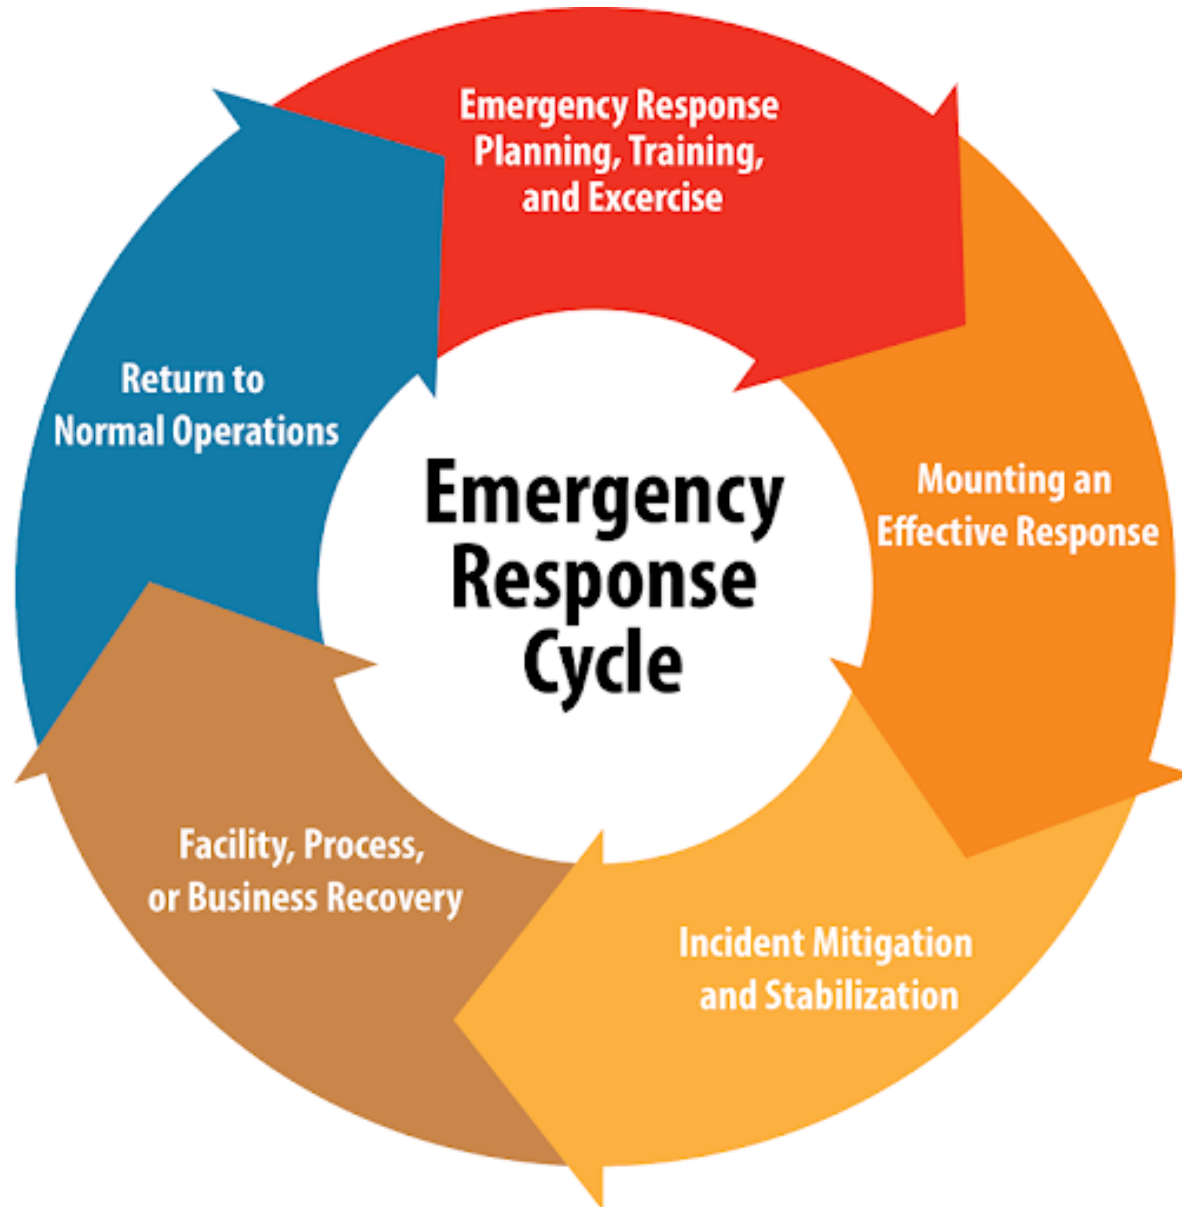 Emergency Response
Planning, Training,
and Excercise
Mounting an
Effective Response
Incident Mitigation
and Stabilization
Facility, Process,
or Business Recovery
Return to
Normal Operations
Emergency
Response
Cycle